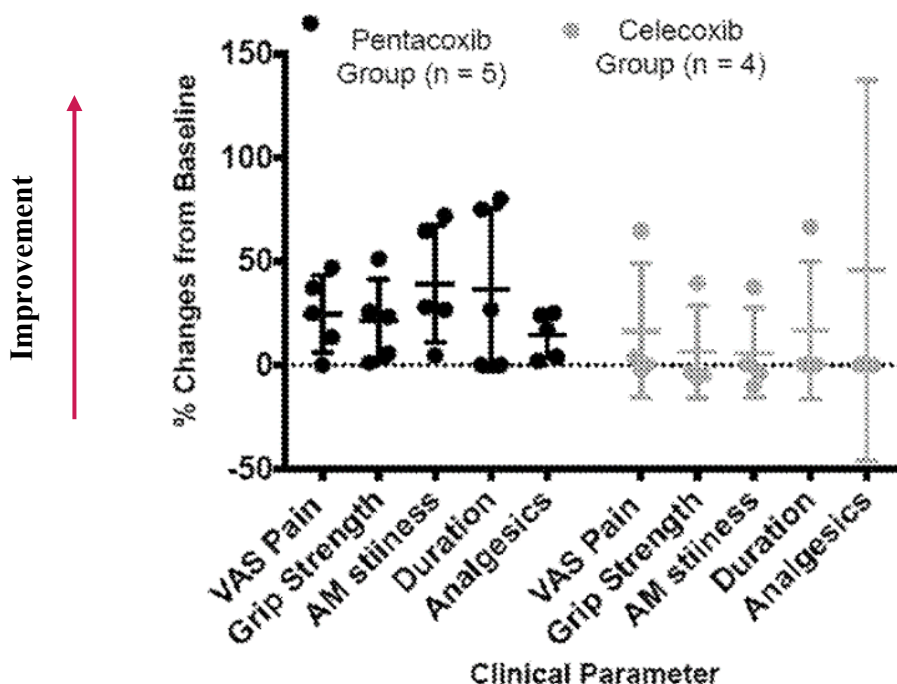 Improvement
% Changes from Baseline
150
100
50
0
-50
Pentacoxib
Group (n = 5)
Celecoxib
Group (n = 4)
VAS Pain
Grip Strength
AM stiiness
Duration
Analgesics
VAS Pain
Grip Strength
AM stiiness
Duration
Analgesics
Clinical Parameter